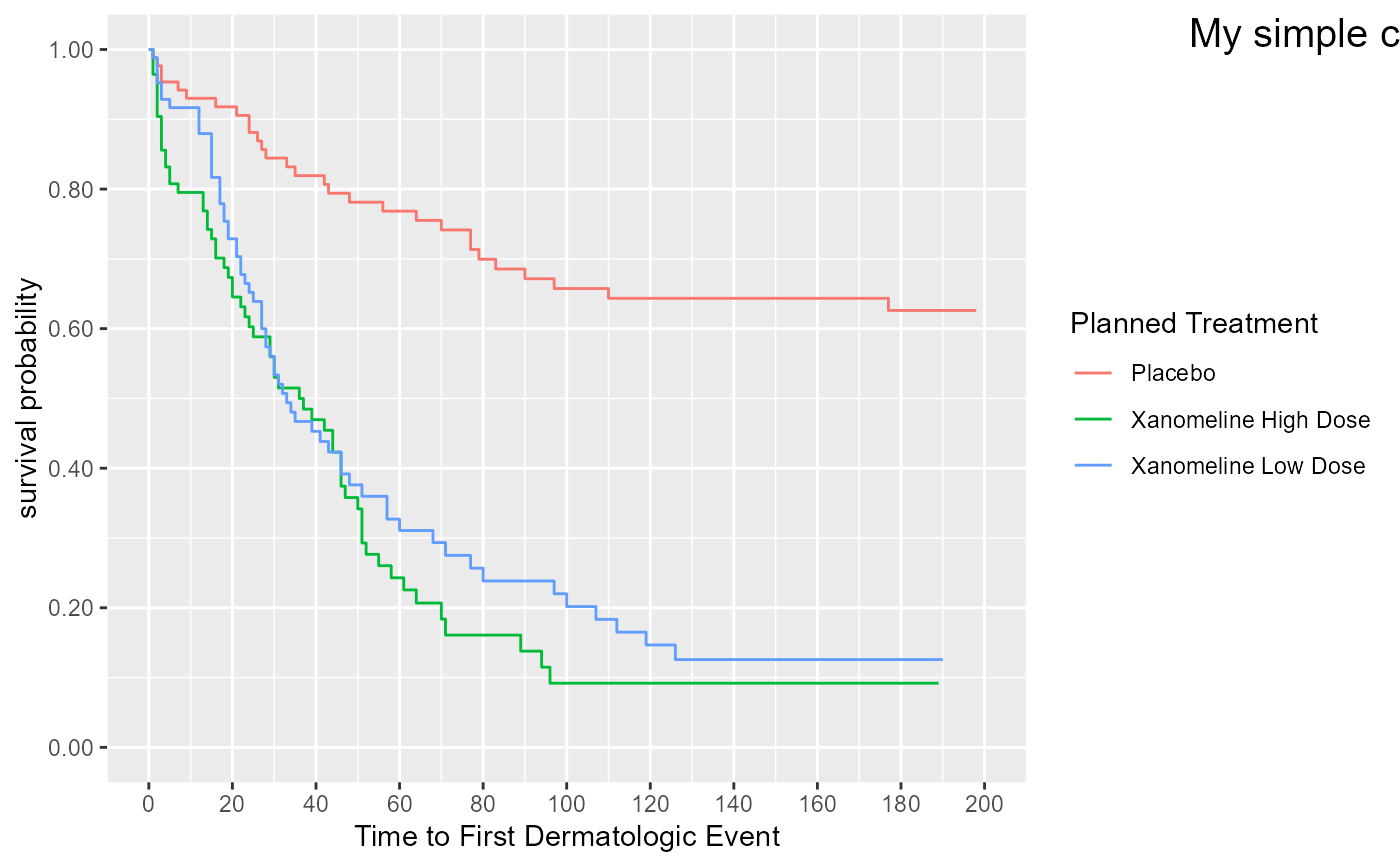 My simple c
1.00
0.80
0.60
0.40
0.20
0.00
survival probability
0 20 40 60 80 100 120 140 160 180 200
Time to First Dermatologic Event
Planned Treatment
Placebo
Xanomeline High Dose
Xanomeline Low Dose